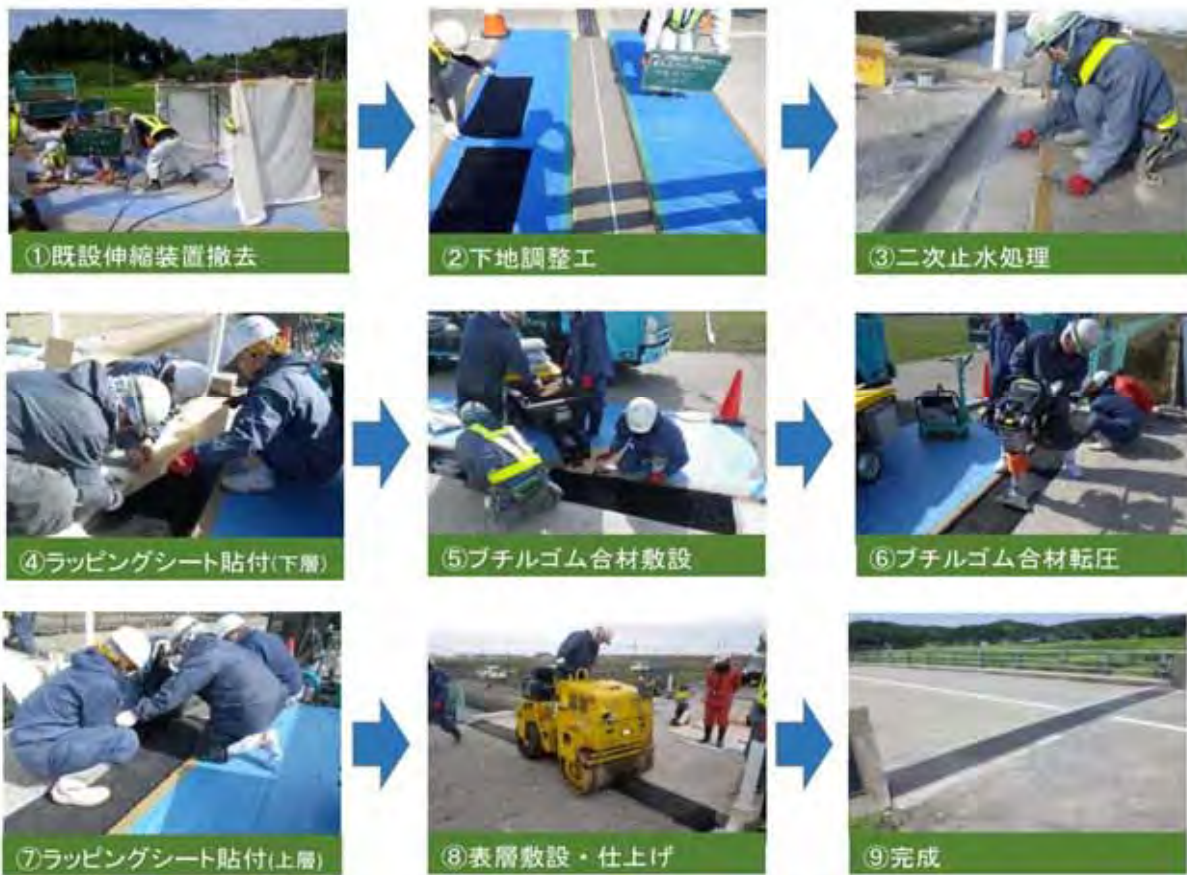 ①既設伸縮装置撤去
②下地調整工
③二次止水処理
④ラッピングシート貼付(下層)
⑤ブチルゴム合材敷設
⑥ブチルゴム合材転圧
⑦ラッピングシート貼付(上層)
⑧表層敷設・仕上げ
⑨完成